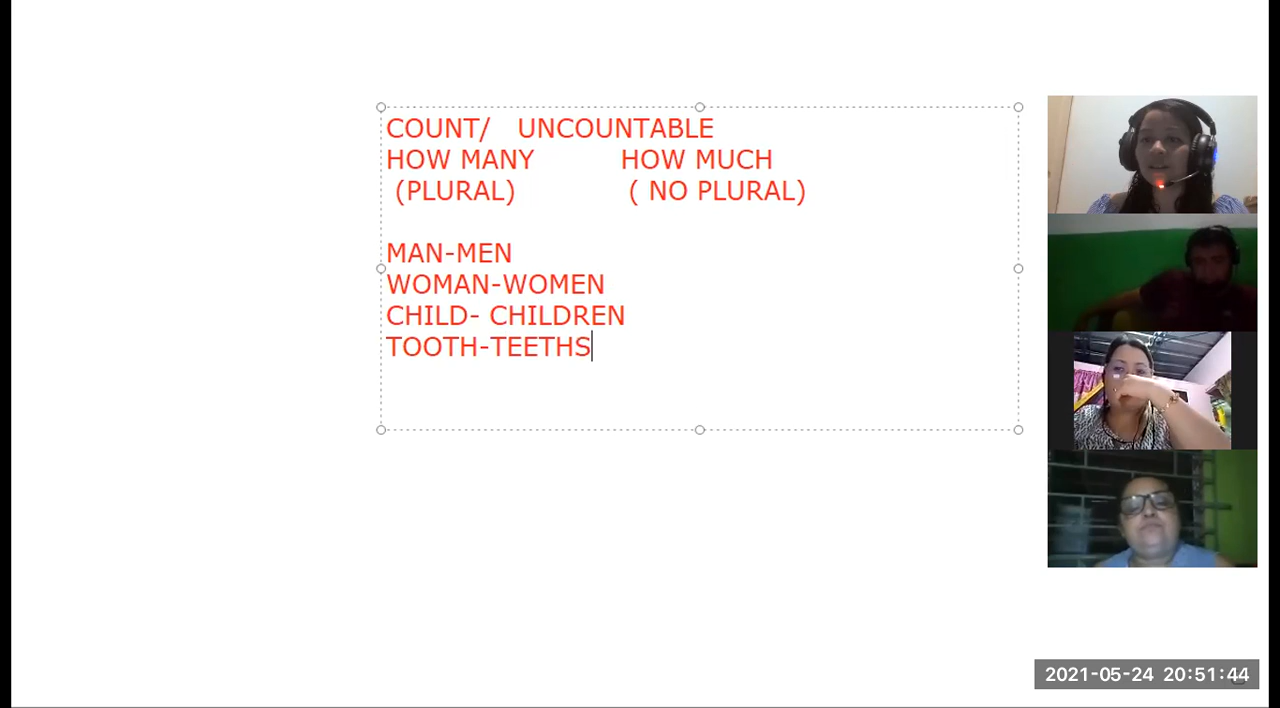 COUNT/ UNCOUNTABLE
HOW MANY HOW MUCH
(PLURAL) ( NO PLURAL)
MAN-MEN
WOMAN-WOMEN
CHILD- CHILDREN
TOOTH-TEETHS
2021-05-24 20:51:44